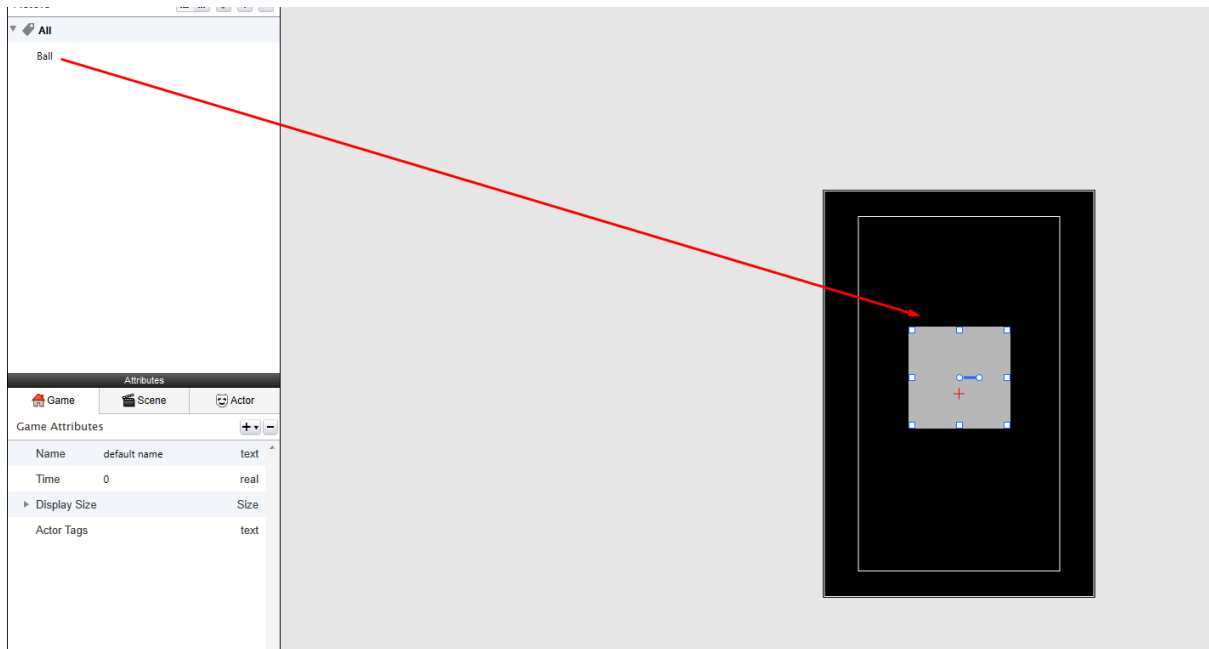 All
Ball
Attributes
Game Scene Actor
Game Attributes
Name default name text
Time 0 real
Display Size Size
Actor Tags text